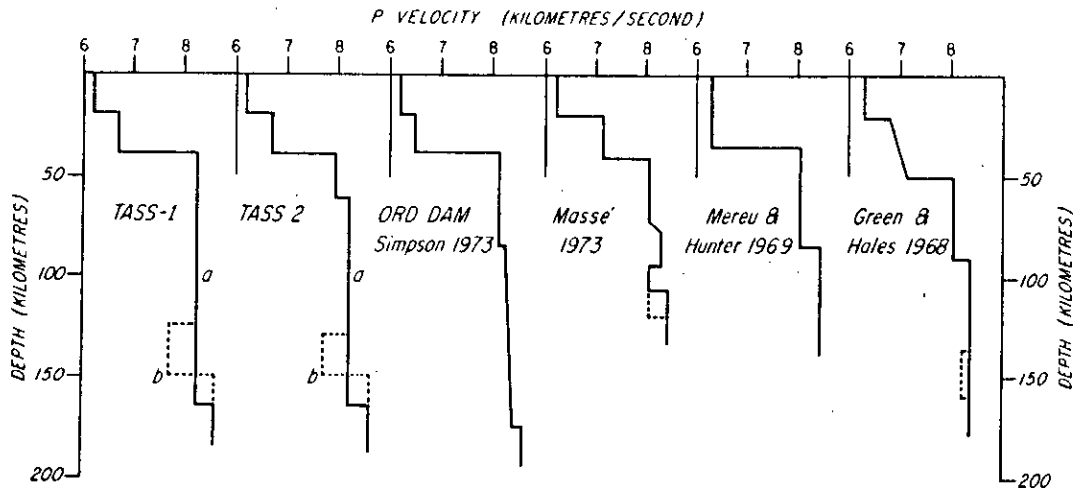 P VELOCITY (KILOMETRES/SECOND)
6 7 8 6 7 8 6 7 8 6 7 8 6 7 8 6 7 8
50
100
150
200
DEPTH (KILOMETRES)
TASS-1
a
b
TASS 2
a
b
ORD DAM
Simpson 1973
Massé
1973
Mereu &
Hunter 1969
Green &
Hales 1968
50
100
150
200
DEPTH (KILOMETRES)